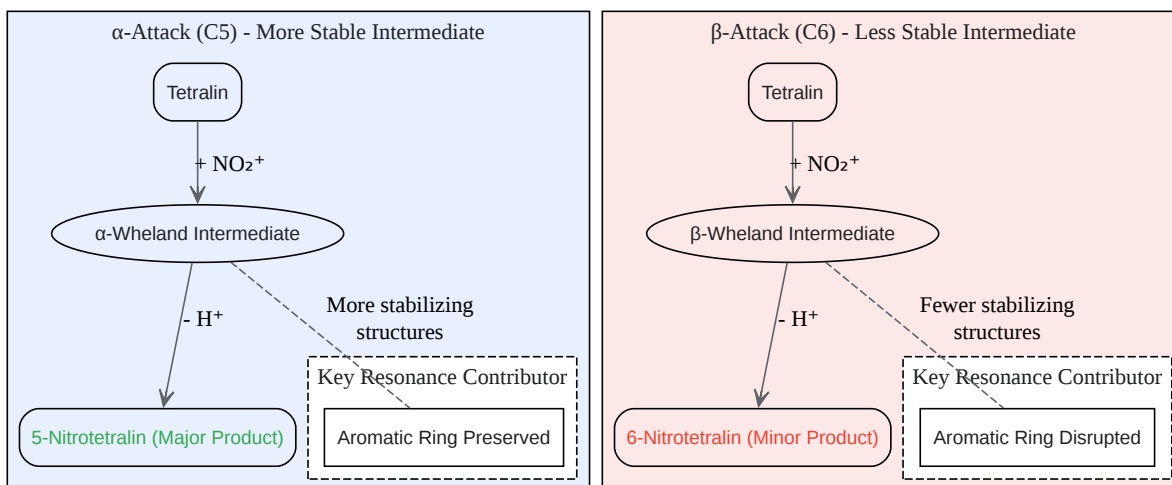 α-Attack (C5) - More Stable Intermediate
Tetralin
+ NO₂⁺
α-Wheland Intermediate
- H⁺
More stabilizing
structures
Key Resonance Contributor
5-Nitrotetralin (Major Product)
Aromatic Ring Preserved
β-Attack (C6) - Less Stable Intermediate
Tetralin
+ NO₂⁺
β-Wheland Intermediate
- H⁺
Fewer stabilizing
structures
Key Resonance Contributor
6-Nitrotetralin (Minor Product)
Aromatic Ring Disrupted